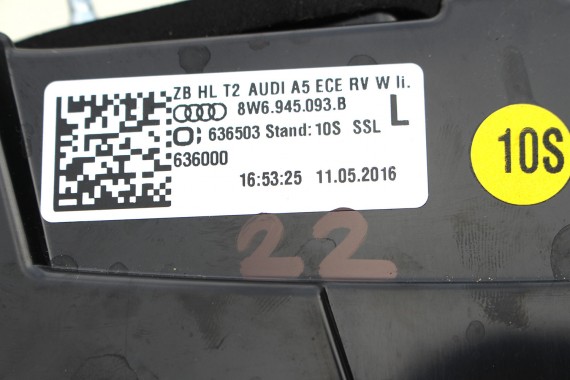 ZB HL T2 AUDI A5 ECE RV W li.
8W6.945.093.B
L
636503 Stand: 10S SSL
636000
16:53:25 11.05.2016
10S
22